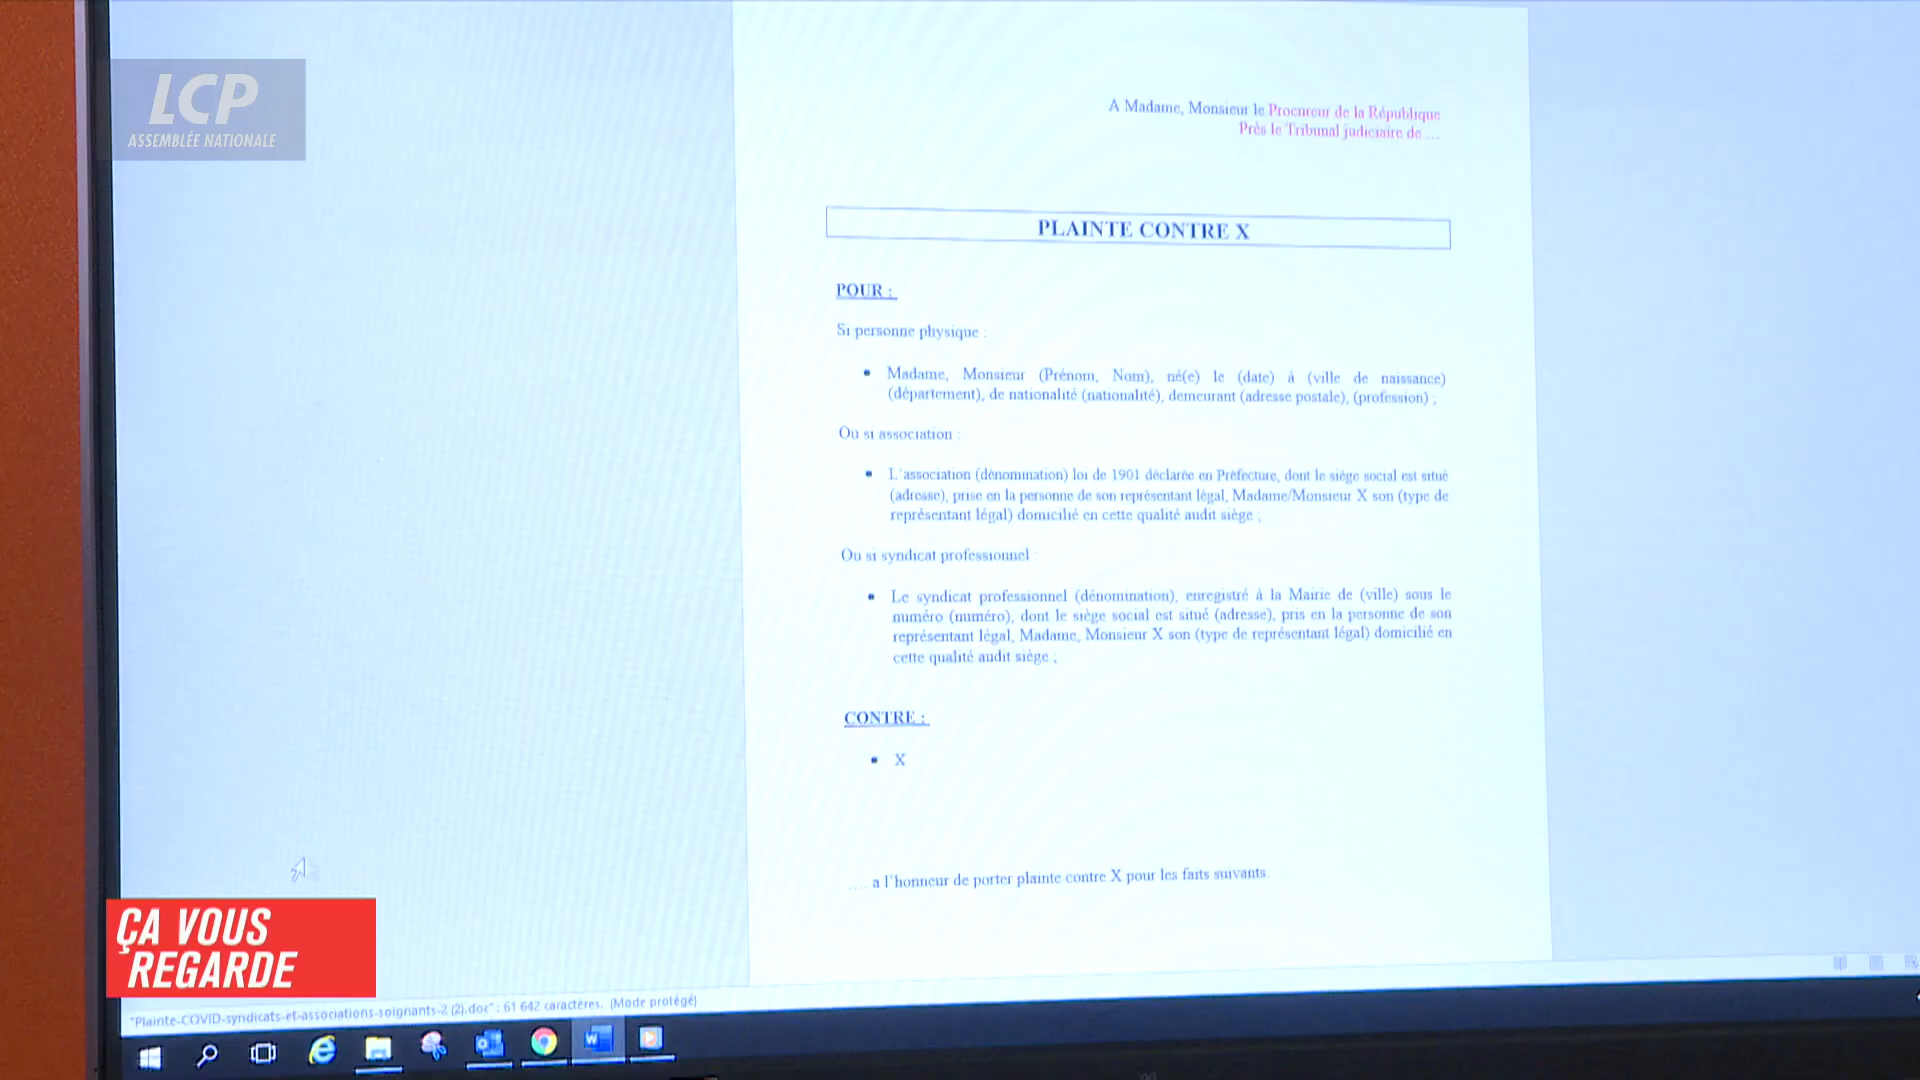 LCP
ASSEMBLÉE NATIONALE
A Madame, Monsieur le Procureur de la République
Près le Tribunal judiciaire de ...
PLAINTE CONTRE X
POUR :
Si personne physique :
Madame, Monsieur (Prénom, Nom), né(e) le (date) à (ville de naissance)
(département), de nationalité (nationalité), demeurant (adresse postale), (profession) ;
Ou si association :
L'association (dénomination) loi de 1901 déclarée en Préfecture, dont le siège social est situé
(adresse), prise en la personne de son représentant légal, Madame/Monsieur X son (type de
représentant légal) domicilié en cette qualité audit siège ;
Ou si syndicat professionnel :
Le syndicat professionnel (dénomination), enregistré à la Mairie de (ville) sous le
numéro (numéro), dont le siège social est situé (adresse), pris en la personne de son
représentant légal, Madame, Monsieur X son (type de représentant légal) domicilié en
cette qualité audit siège ;
CONTRE :
X
.... a l'honneur de porter plainte contre X pour les faits suivants.
ÇA VOUS
REGARDE
"Plainte-COVID-syndicats-et-associations-soignants-2 (2).doc" : 61 642 caractères. (Mode protégé)